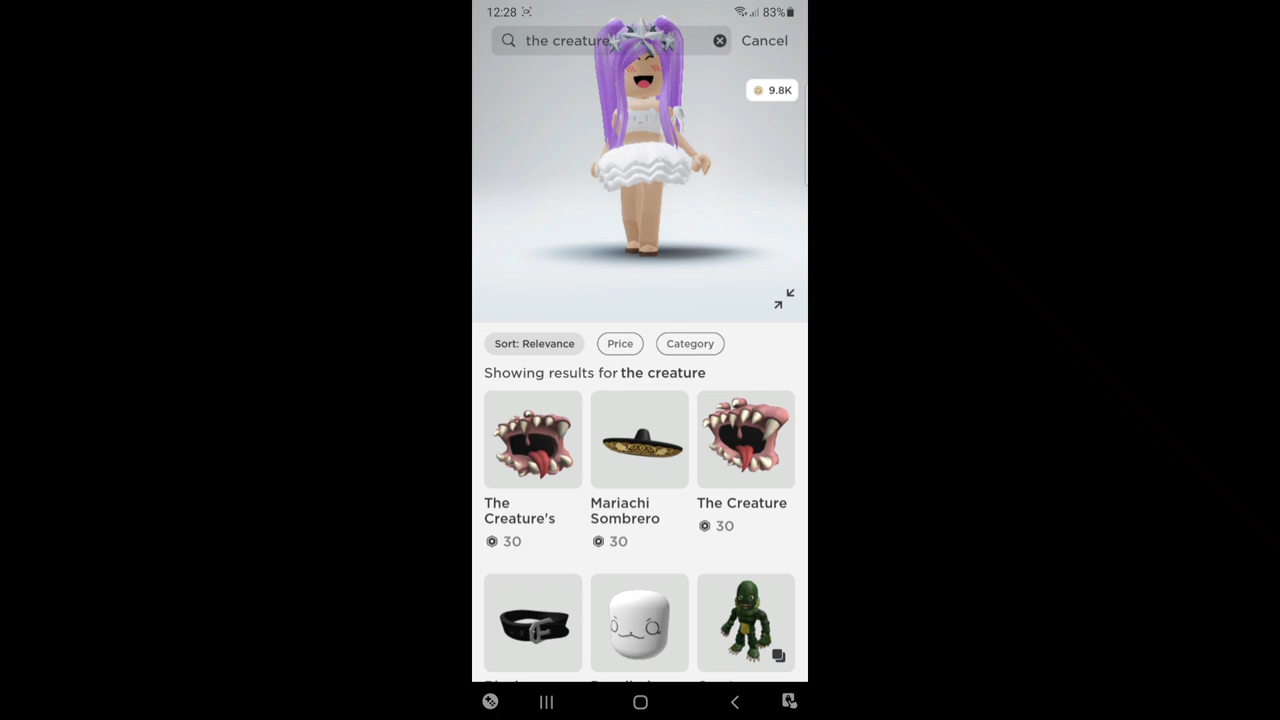 12:28
83%
the creature
Cancel
9.8K
Sort: Relevance
Price
Category
Showing results for the creature
The Creature's
30
Mariachi Sombrero
30
The Creature
30